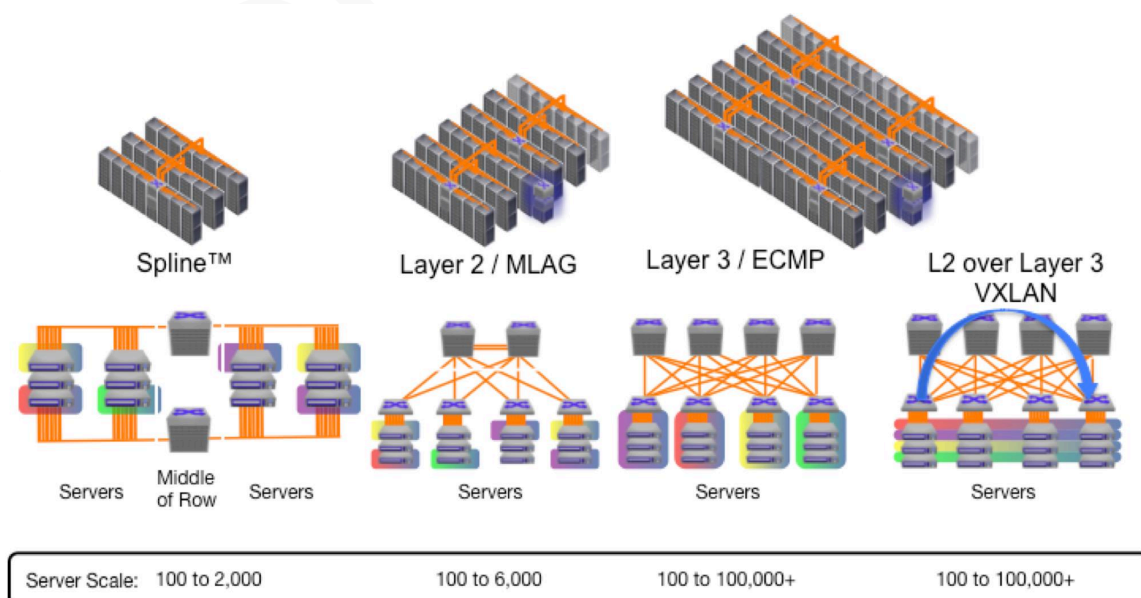 Spline™
Layer 2 / MLAG
Layer 3 / ECMP
L2 over Layer 3
VXLAN
Servers
Middle
of Row
Servers
Servers
Servers
Servers
Server Scale: 100 to 2,000 100 to 6,000 100 to 100,000+ 100 to 100,000+